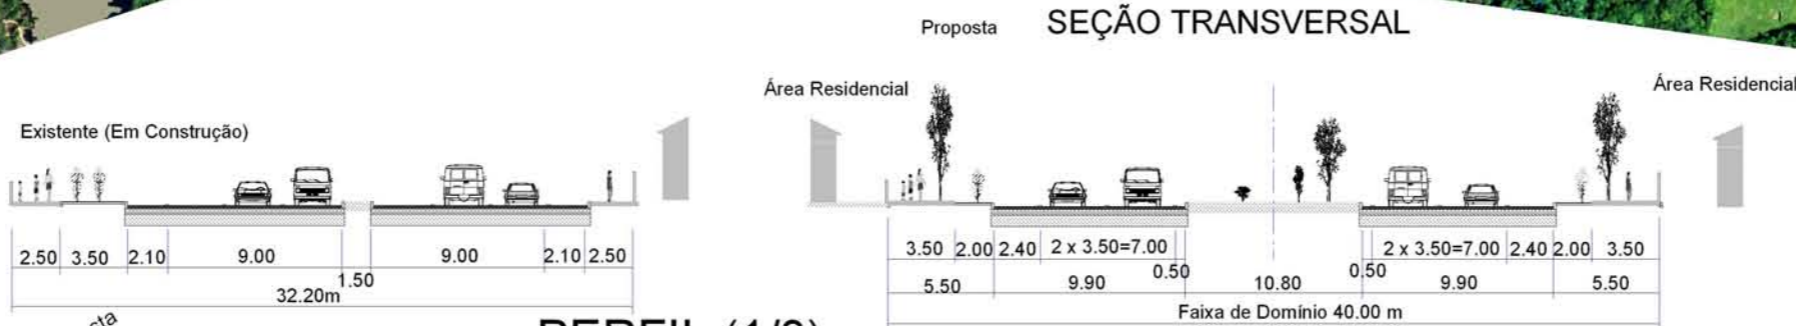 Proposta SEÇÃO TRANSVERSAL
Área Residencial
Área Residencial
Existente (Em Construção)
2.50 3.50 2.10 9.00 9.00 2.10 2.50
1.50
32.20m
3.50 2.00 2.40 2 x 3.50=7.00 2 x 3.50=7.00 2.40 2.00 3.50
0.50 0.50
5.50 9.90 10.80 9.90 5.50
Faixa de Domínio 40.00 m